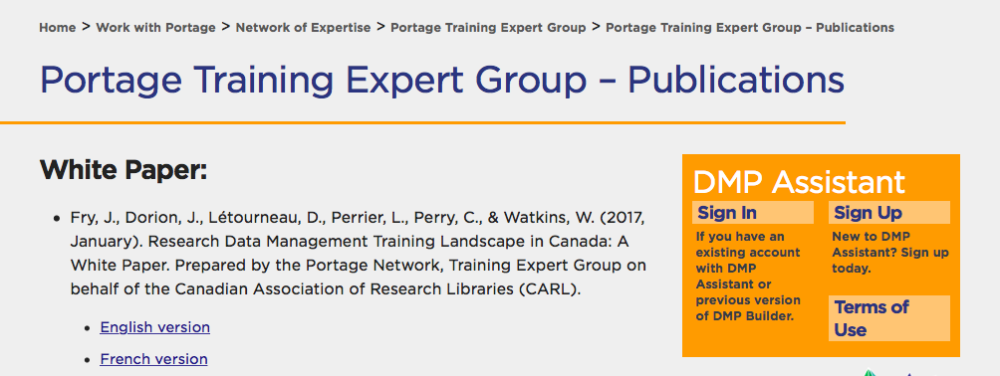 Home > Work with Portage > Network of Expertise > Portage Training Expert Group > Portage Training Expert Group – Publications
Portage Training Expert Group – Publications
White Paper:
• Fry, J., Dorion, J., Létourneau, D., Perrier, L., Perry, C., & Watkins, W. (2017,
January). Research Data Management Training Landscape in Canada: A
White Paper. Prepared by the Portage Network, Training Expert Group on
behalf of the Canadian Association of Research Libraries (CARL).
• English version
• French version
DMP Assistant
Sign In
If you have an
existing account
with DMP
Assistant or
previous version
of DMP Builder.
Sign Up
New to DMP
Assistant? Sign up
today.
Terms of
Use